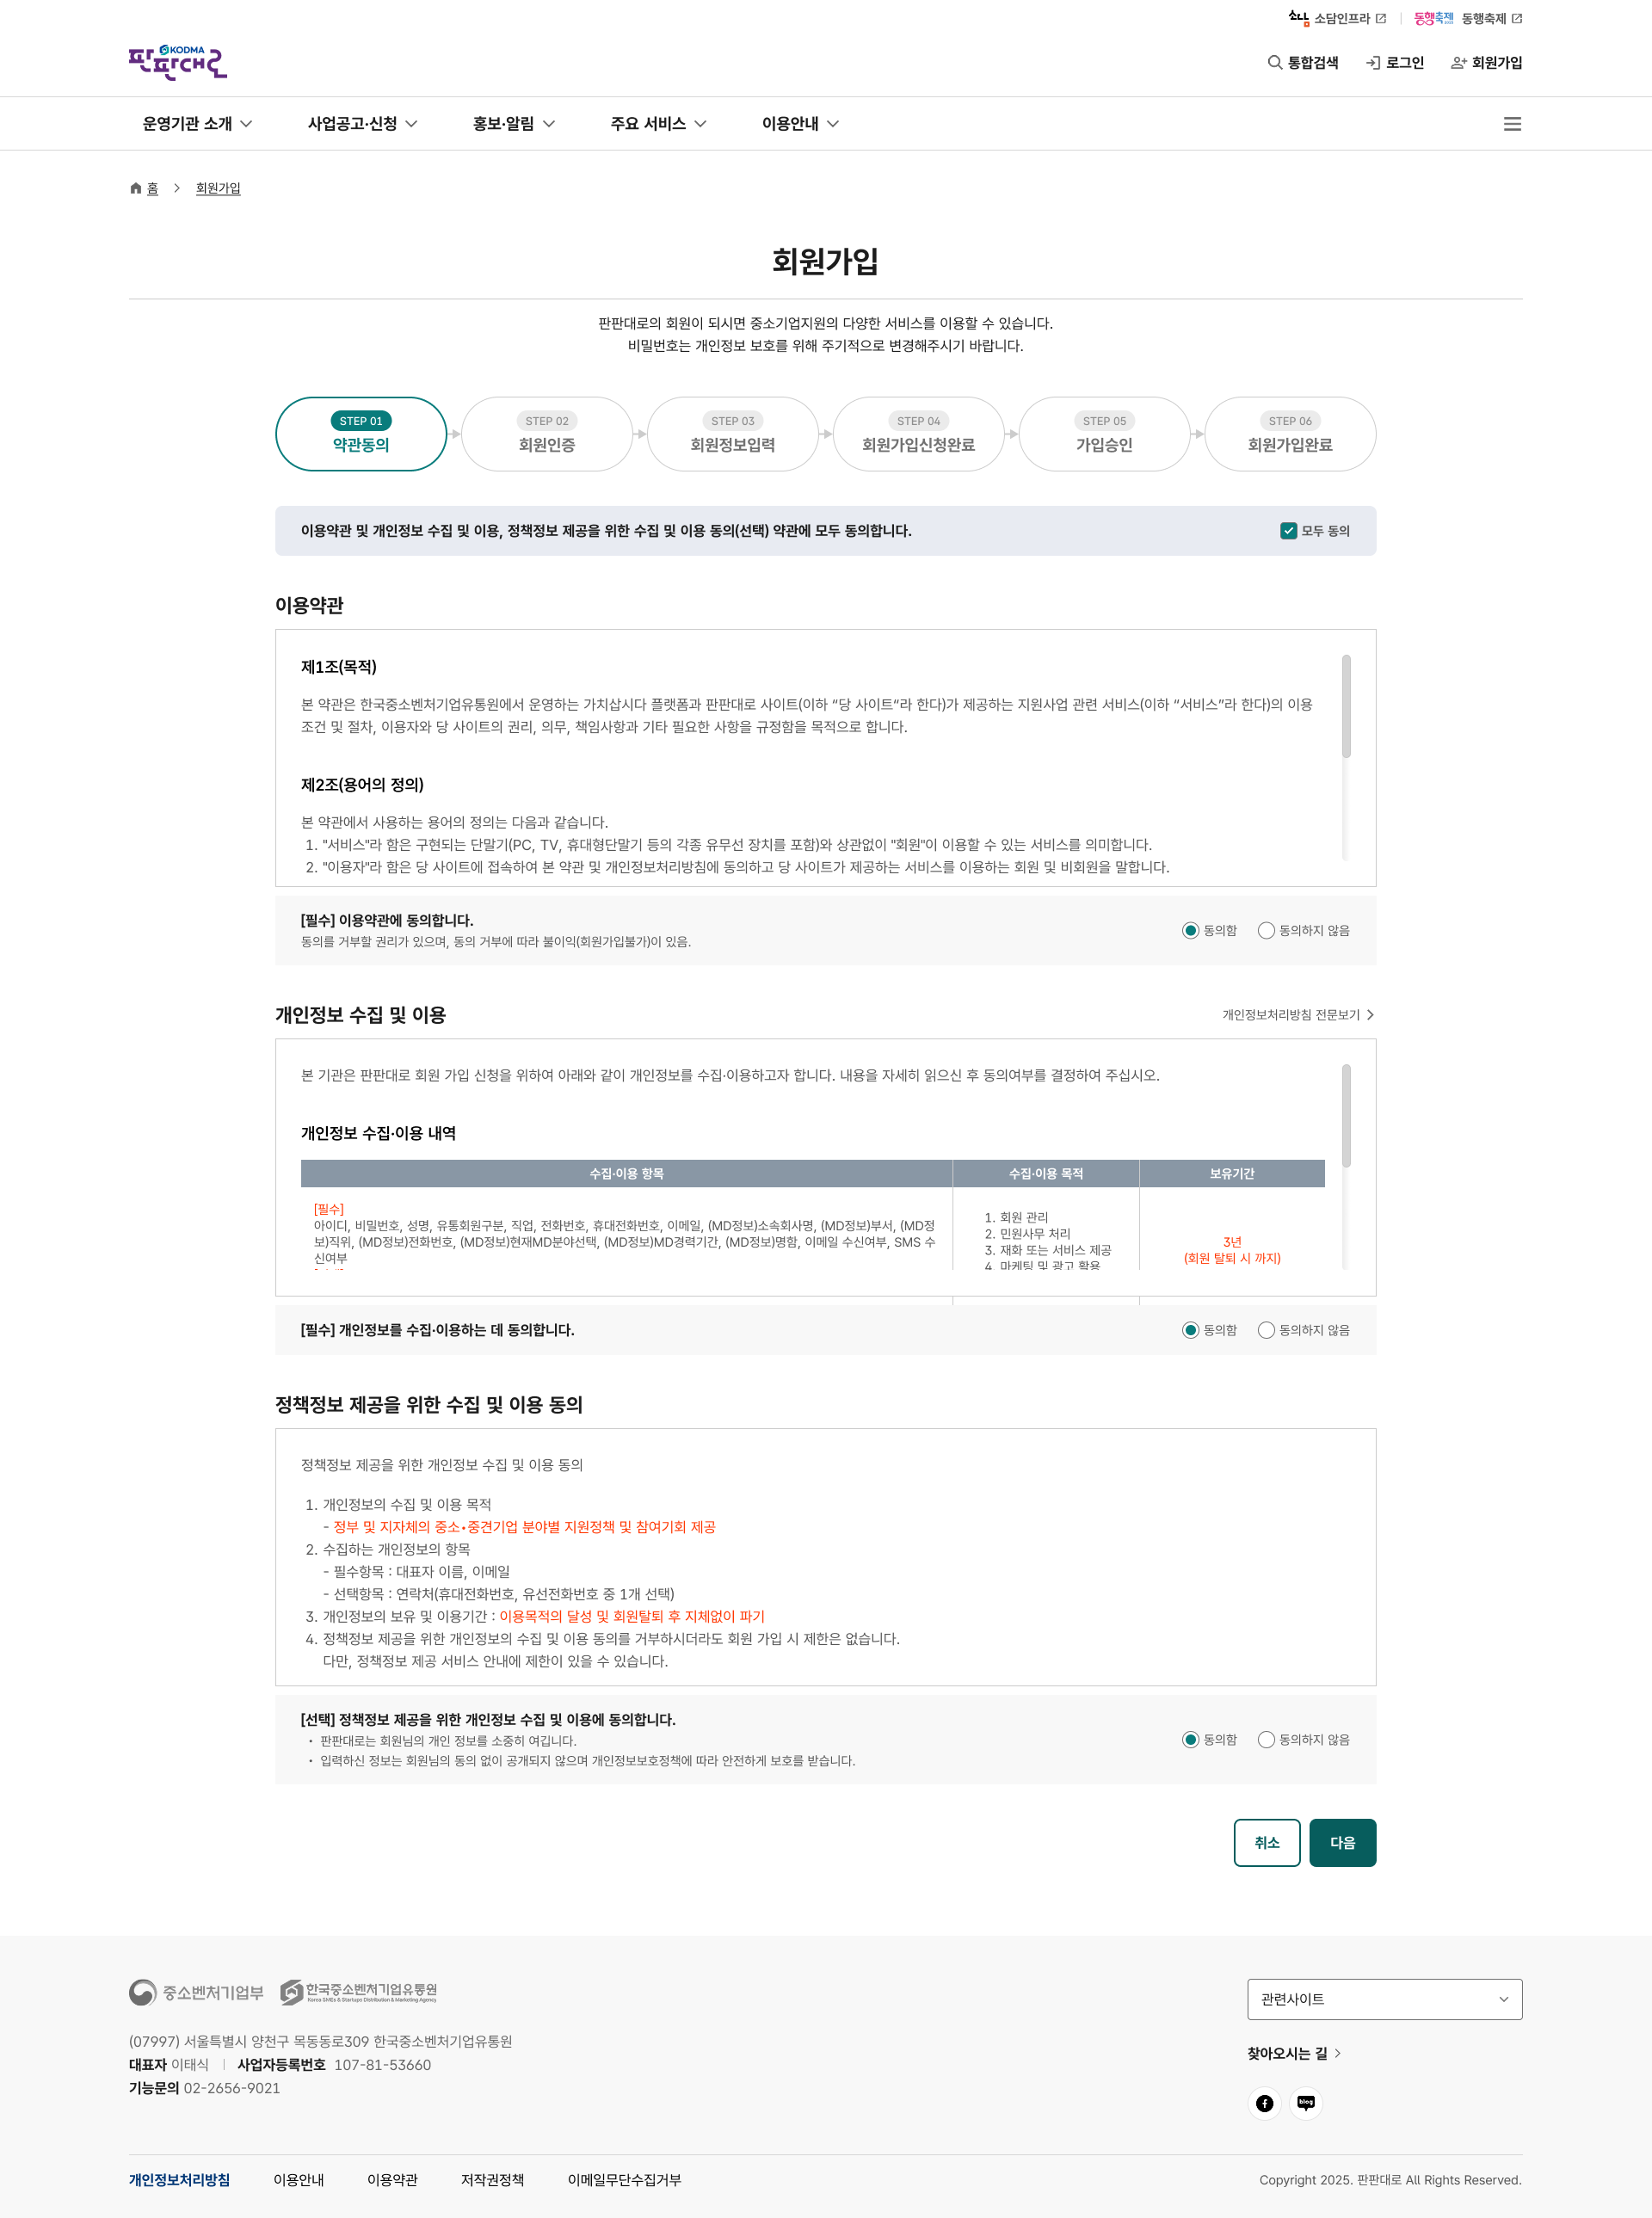 소담 소담인프라
동행축제 동행축제
KODMA
판판대로
통합검색
로그인
회원가입
운영기관 소개
사업공고·신청
홍보·알림
주요 서비스
이용안내
홈
회원가입
회원가입
판판대로의 회원이 되시면 중소기업지원의 다양한 서비스를 이용할 수 있습니다.
비밀번호는 개인정보 보호를 위해 주기적으로 변경해주시기 바랍니다.
STEP 01
약관동의
STEP 02
회원인증
STEP 03
회원정보입력
STEP 04
회원가입신청완료
STEP 05
가입승인
STEP 06
회원가입완료
이용약관 및 개인정보 수집 및 이용, 정책정보 제공을 위한 수집 및 이용 동의(선택) 약관에 모두 동의합니다.
모두 동의
이용약관
제1조(목적)
본 약관은 한국중소벤처기업유통원에서 운영하는 가치삽시다 플랫폼과 판판대로 사이트(이하 “당 사이트“라 한다)가 제공하는 지원사업 관련 서비스(이하 “서비스“라 한다)의 이용
조건 및 절차, 이용자와 당 사이트의 권리, 의무, 책임사항과 기타 필요한 사항을 규정함을 목적으로 합니다.
제2조(용어의 정의)
본 약관에서 사용하는 용어의 정의는 다음과 같습니다.
1. "서비스"라 함은 구현되는 단말기(PC, TV, 휴대형단말기 등의 각종 유무선 장치를 포함)와 상관없이 "회원"이 이용할 수 있는 서비스를 의미합니다.
2. "이용자"라 함은 당 사이트에 접속하여 본 약관 및 개인정보처리방침에 동의하고 당 사이트가 제공하는 서비스를 이용하는 회원 및 비회원을 말합니다.
[필수] 이용약관에 동의합니다.
동의를 거부할 권리가 있으며, 동의 거부에 따라 불이익(회원가입불가)이 있음.
동의함
동의하지 않음
개인정보 수집 및 이용
개인정보처리방침 전문보기
본 기관은 판판대로 회원 가입 신청을 위하여 아래와 같이 개인정보를 수집·이용하고자 합니다. 내용을 자세히 읽으신 후 동의여부를 결정하여 주십시오.
개인정보 수집·이용 내역
수집·이용 항목
수집·이용 목적
보유기간
[필수]
아이디, 비밀번호, 성명, 유통회원구분, 직업, 전화번호, 휴대전화번호, 이메일, (MD정보)소속회사명, (MD정보)부서, (MD정
보)직위, (MD정보)전화번호, (MD정보)현재MD분야선택, (MD정보)MD경력기간, (MD정보)명함, 이메일 수신여부, SMS 수
신여부
1. 회원 관리
2. 민원사무 처리
3. 재화 또는 서비스 제공
4. 마케팅 및 광고 활용
3년
(회원 탈퇴 시 까지)
[필수] 개인정보를 수집·이용하는 데 동의합니다.
동의함
동의하지 않음
정책정보 제공을 위한 수집 및 이용 동의
정책정보 제공을 위한 개인정보 수집 및 이용 동의
1. 개인정보의 수집 및 이용 목적
- 정부 및 지자체의 중소•중견기업 분야별 지원정책 및 참여기회 제공
2. 수집하는 개인정보의 항목
- 필수항목 : 대표자 이름, 이메일
- 선택항목 : 연락처(휴대전화번호, 유선전화번호 중 1개 선택)
3. 개인정보의 보유 및 이용기간 : 이용목적의 달성 및 회원탈퇴 후 지체없이 파기
4. 정책정보 제공을 위한 개인정보의 수집 및 이용 동의를 거부하시더라도 회원 가입 시 제한은 없습니다.
다만, 정책정보 제공 서비스 안내에 제한이 있을 수 있습니다.
[선택] 정책정보 제공을 위한 개인정보 수집 및 이용에 동의합니다.
· 판판대로는 회원님의 개인 정보를 소중히 여깁니다.
· 입력하신 정보는 회원님의 동의 없이 공개되지 않으며 개인정보보호정책에 따라 안전하게 보호를 받습니다.
동의함
동의하지 않음
취소
다음
중소벤처기업부
한국중소벤처기업유통원
Korea SMEs & Startups Distribution & Marketing Agency
관련사이트
(07997) 서울특별시 양천구 목동동로309 한국중소벤처기업유통원
대표자 이태식 사업자등록번호 107-81-53660
기능문의 02-2656-9021
찾아오시는 길
blog
개인정보처리방침
이용안내
이용약관
저작권정책
이메일무단수집거부
Copyright 2025. 판판대로 All Rights Reserved.